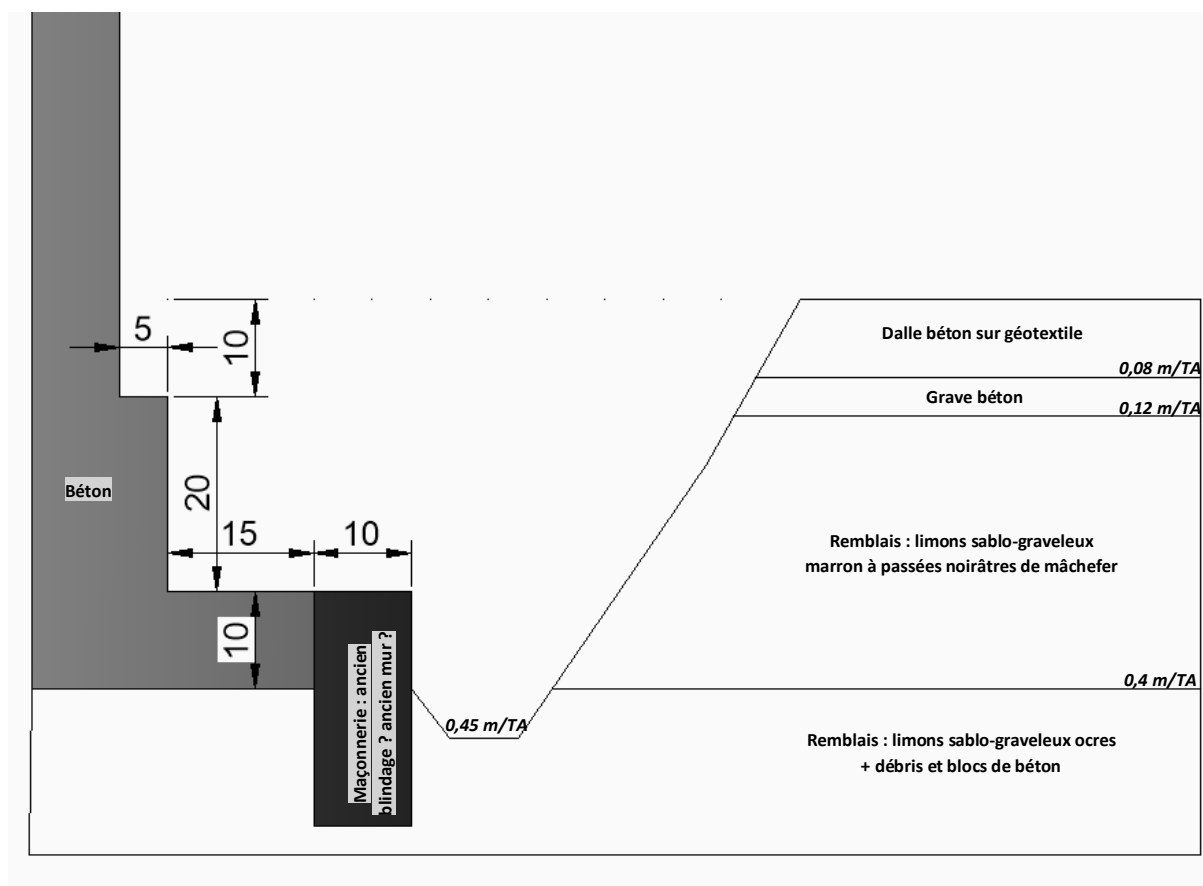 5
10
Dalle béton sur géotextile
0,08 m/TA
Grave béton
0,12 m/TA
Béton
20
15
10
Remblais : limons sablo-graveleux
marron à passées noirâtres de mâchefer
10
Maçonnerie : ancien
blindage ? ancien mur ?
0,4 m/TA
0,45 m/TA
Remblais : limons sablo-graveleux ocres
+ débris et blocs de béton